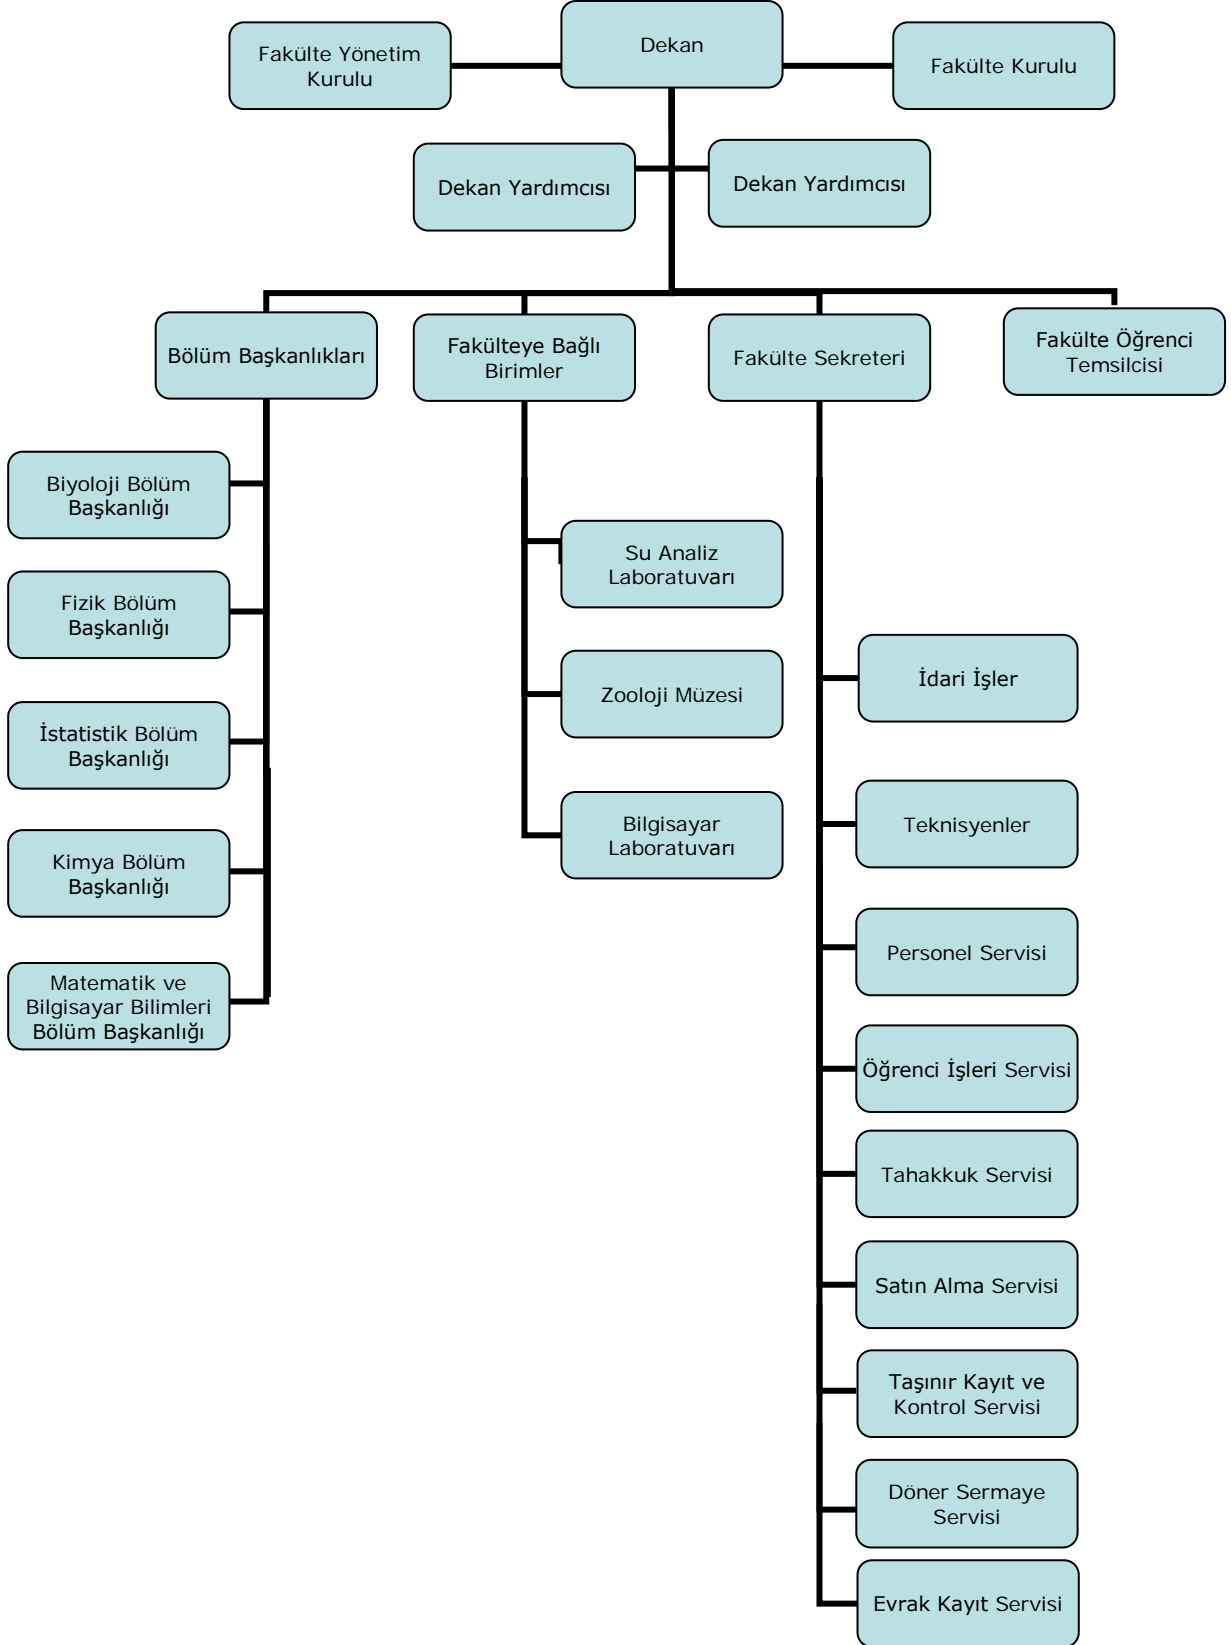 Dekan
Fakülte Yönetim
Kurulu
Fakülte Kurulu
Dekan Yardımcısı
Dekan Yardımcısı
Bölüm Başkanlıkları
Fakülteye Bağlı
Birimler
Fakülte Sekreteri
Fakülte Öğrenci
Temsilcisi
Biyoloji Bölüm
Başkanlığı
Fizik Bölüm
Başkanlığı
İstatistik Bölüm
Başkanlığı
Kimya Bölüm
Başkanlığı
Matematik ve
Bilgisayar Bilimleri
Bölüm Başkanlığı
Su Analiz
Laboratuvarı
Zooloji Müzesi
Bilgisayar
Laboratuvarı
İdari İşler
Teknisyenler
Personel Servisi
Öğrenci İşleri Servisi
Tahakkuk Servisi
Satın Alma Servisi
Taşınır Kayıt ve
Kontrol Servisi
Döner Sermaye
Servisi
Evrak Kayıt Servisi